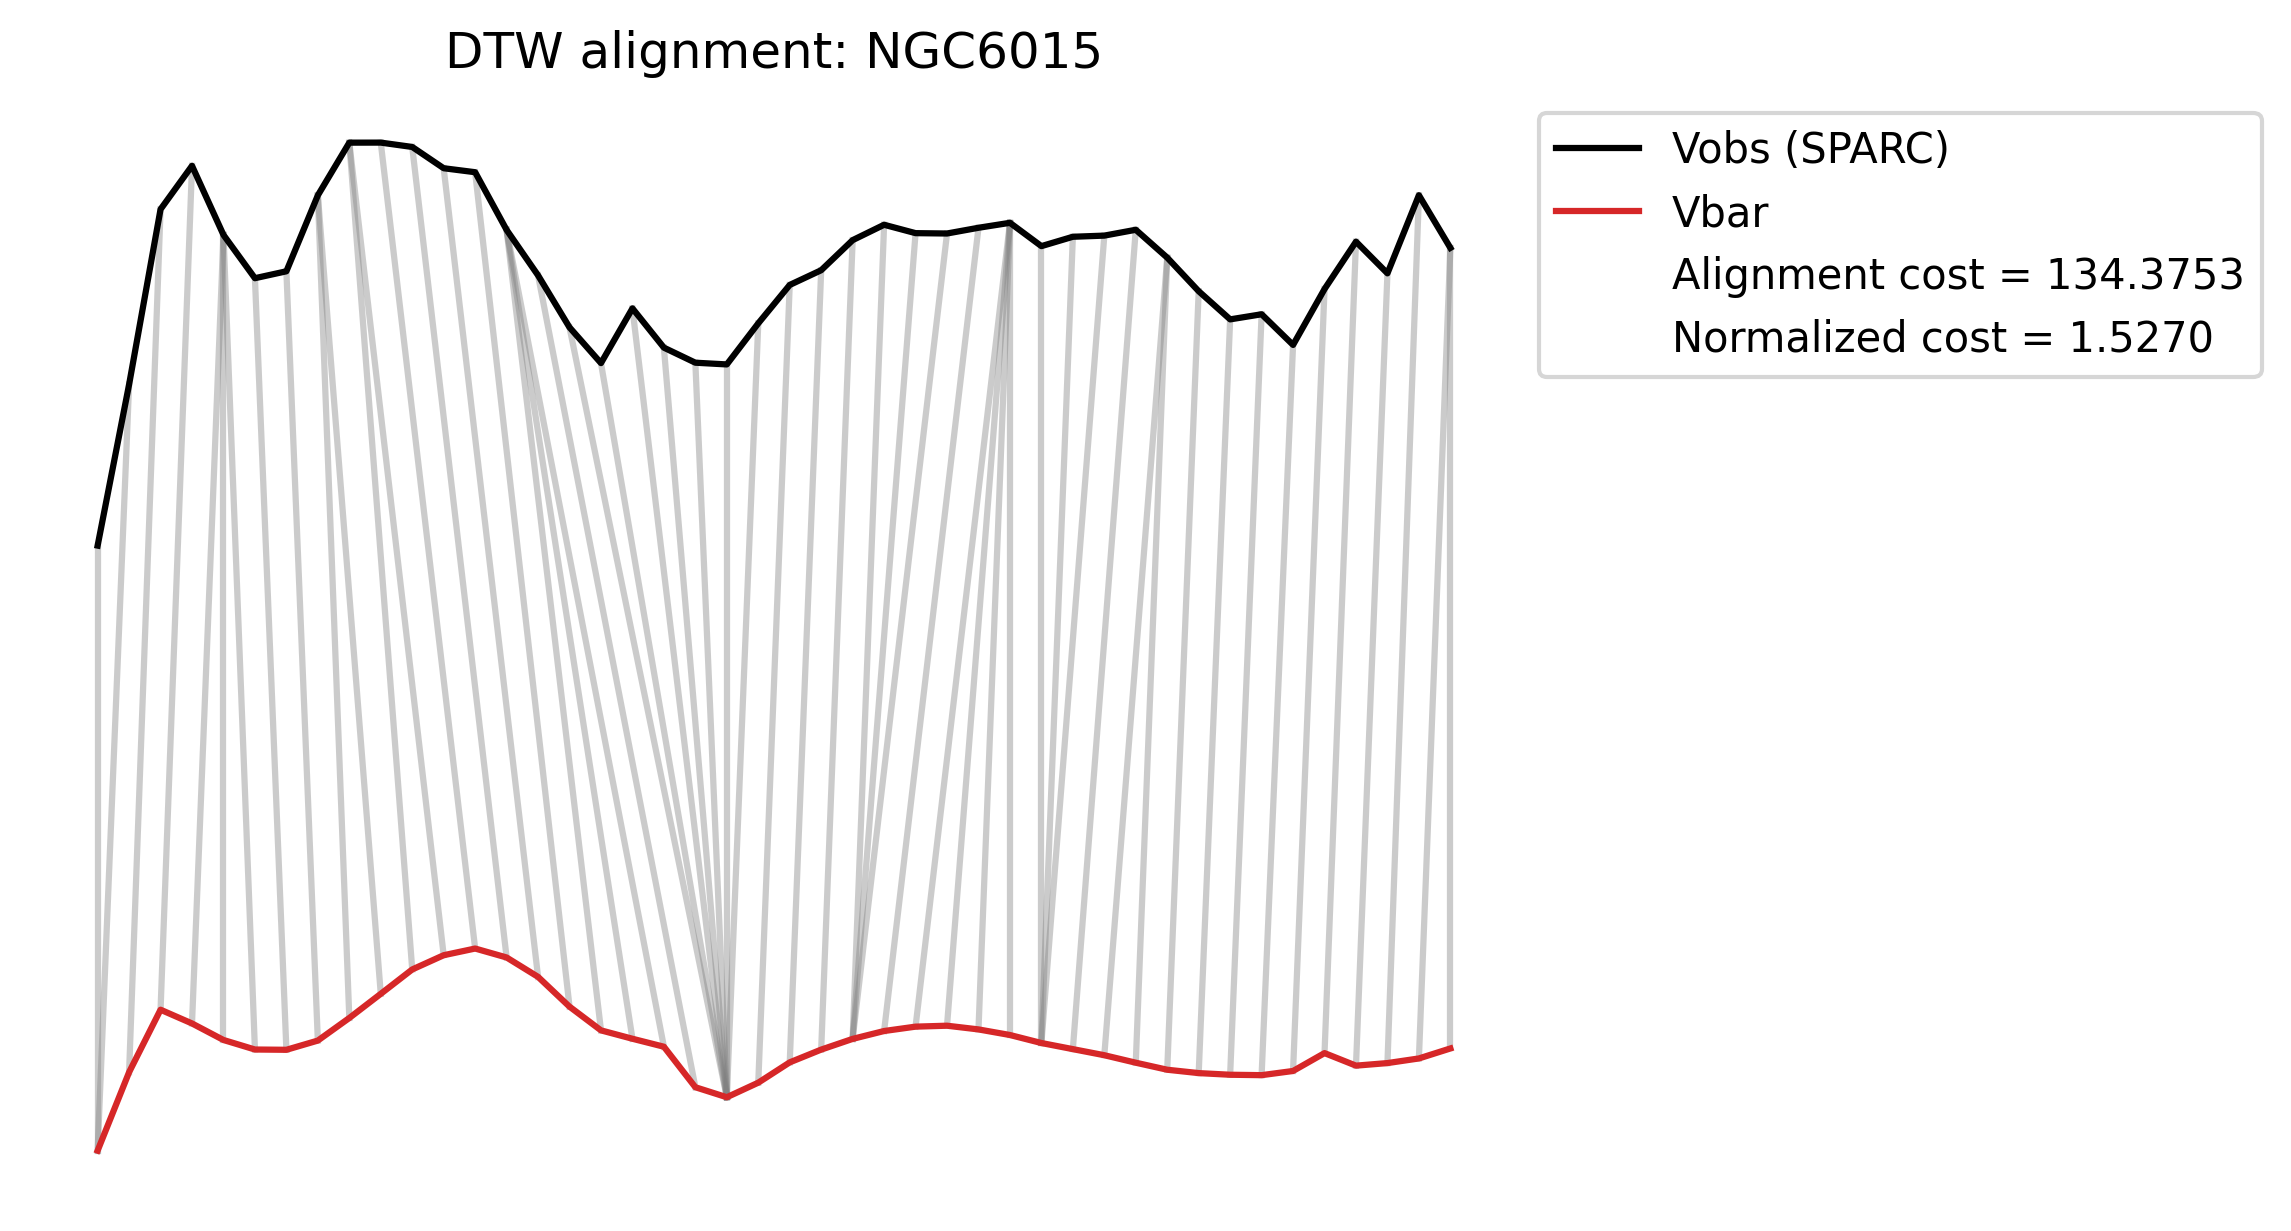 DTW alignment: NGC6015
Vobs (SPARC)
Vbar
Alignment cost = 134.3753
Normalized cost = 1.5270